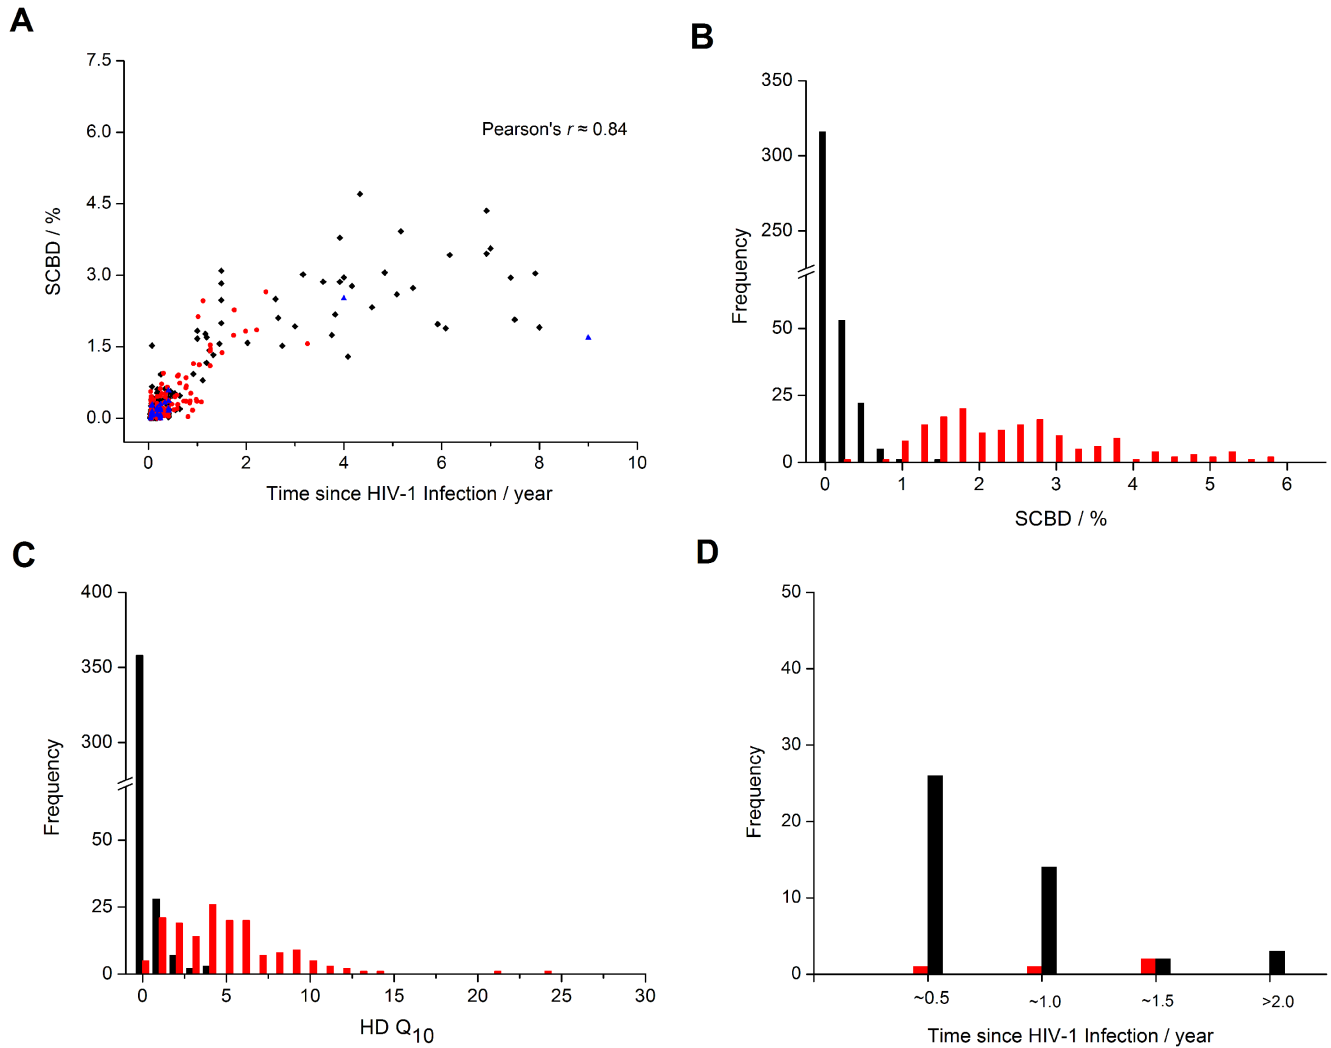 A
7.5
6.0
4.5
3.0
1.5
0.0
SCBD / %
Pearson's r ≈ 0.84
0 2 4 6 8 10
Time since HIV-1 Infection / year
B
350
300
250
50
25
0
Frequency
0 1 2 3 4 5 6
SCBD / %
C
400
350
300
50
25
0
Frequency
0 5 10 15 20 25 30
HD Q10
D
50
40
30
20
10
0
Frequency
~0.5 ~1.0 ~1.5 >2.0
Time since HIV-1 Infection / year